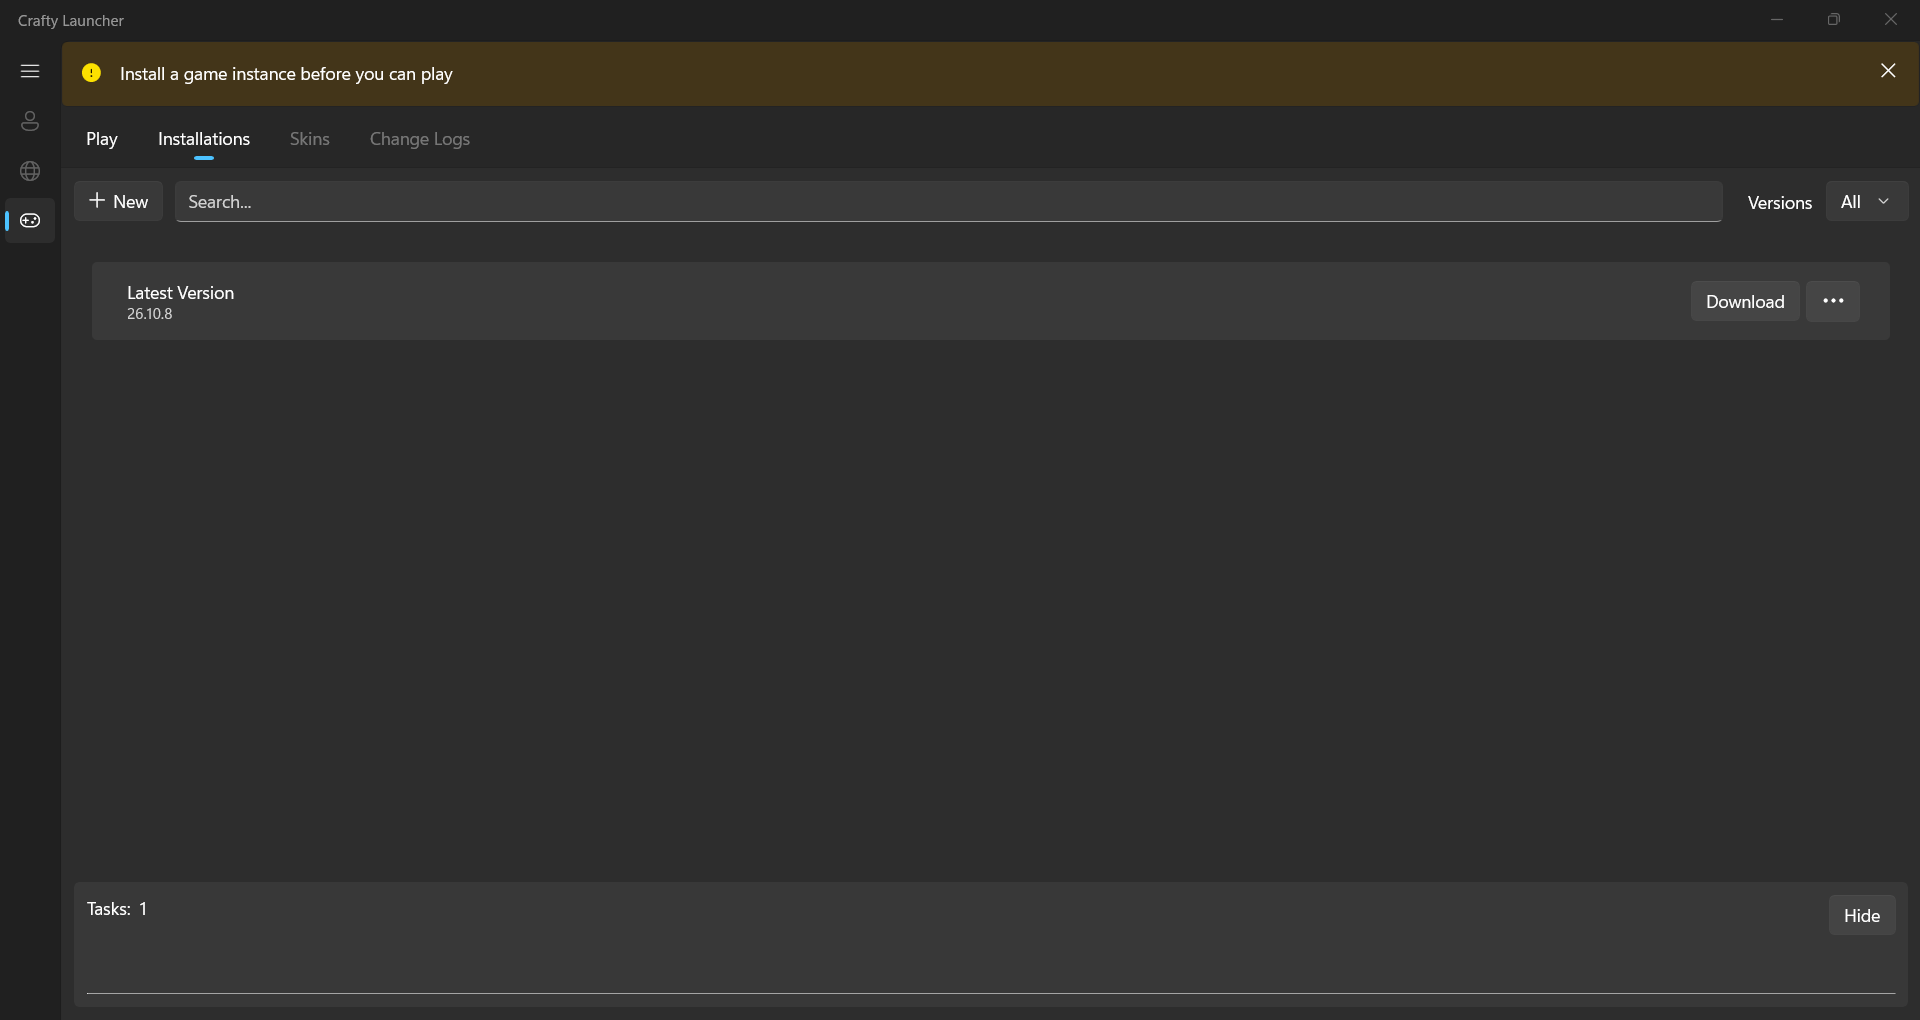 Crafty Launcher
Install a game instance before you can play
Play Installations Skins Change Logs
New Search... Versions All
Latest Version
26.10.8
Download
Tasks: 1
Hide